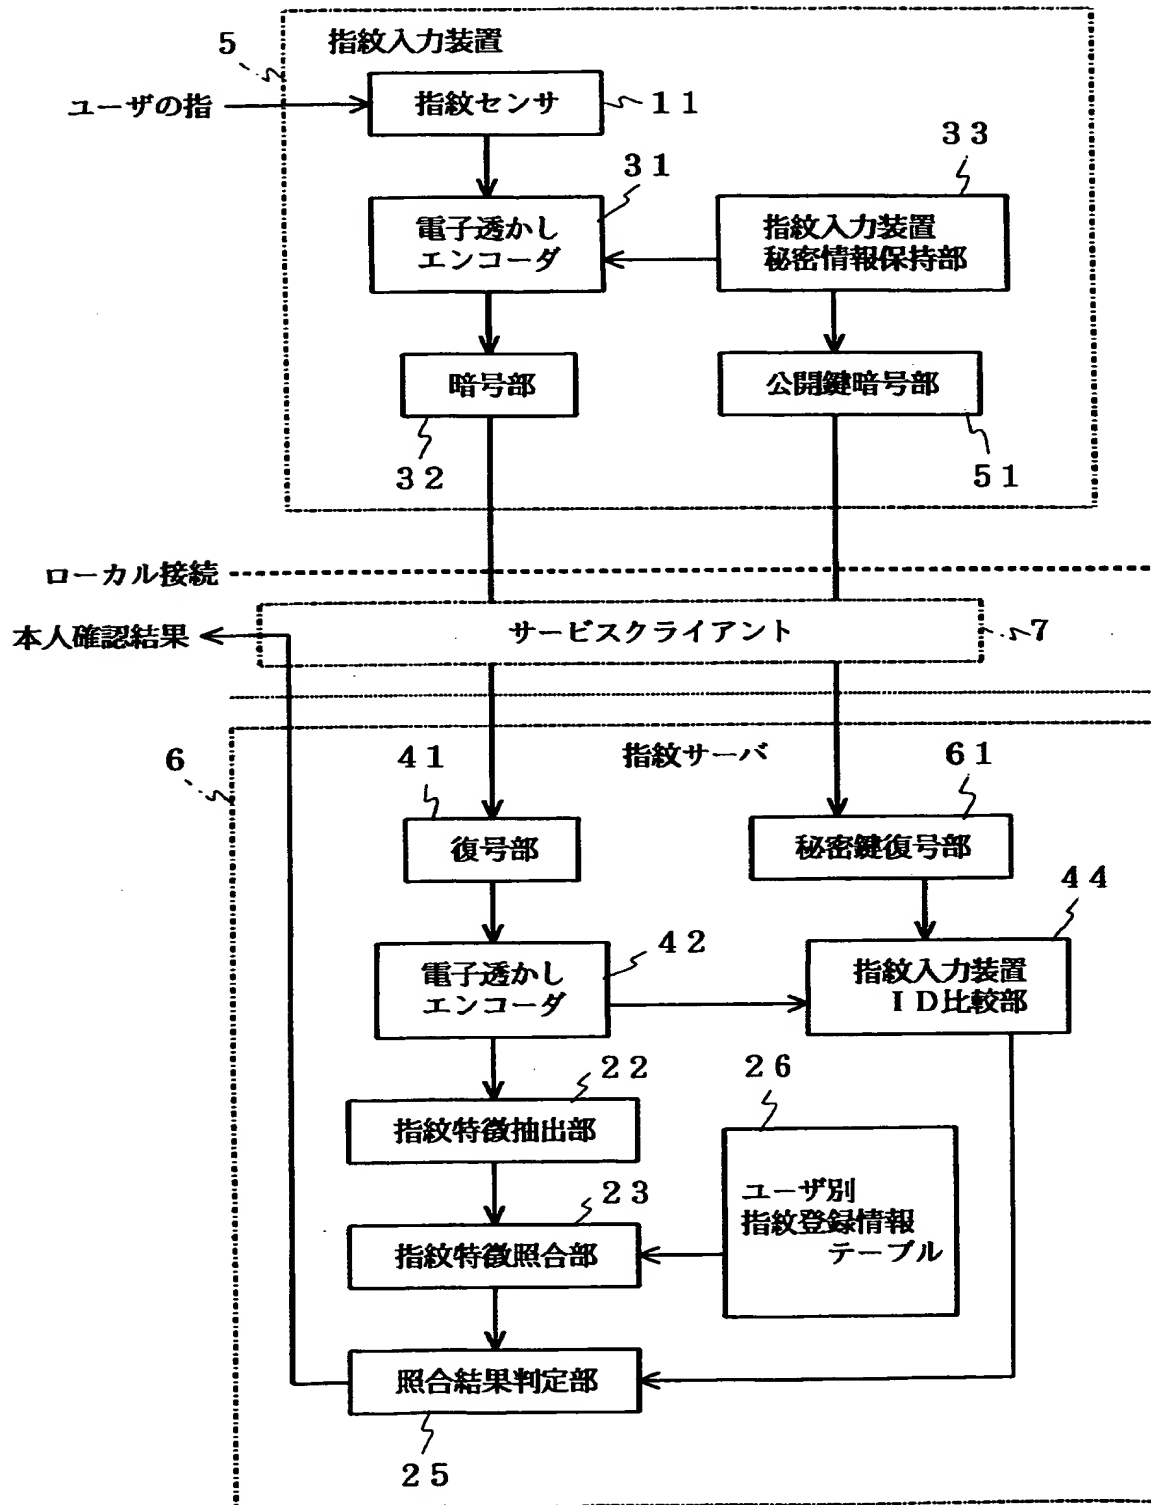 5
指紋入力装置
ユーザの指
指紋センサ
11
33
31
電子透かし
エンコーダ
指紋入力装置
秘密情報保持部
暗号部
公開鍵暗号部
32
51
ローカル接続
本人確認結果
サービスクライアント
7
6
41
指紋サーバ
61
復号部
秘密鍵復号部
44
42
電子透かし
エンコーダ
指紋入力装置
ID比較部
22
26
指紋特徴抽出部
23
ユーザ別
指紋登録情報
テーブル
指紋特徴照合部
照合結果判定部
25